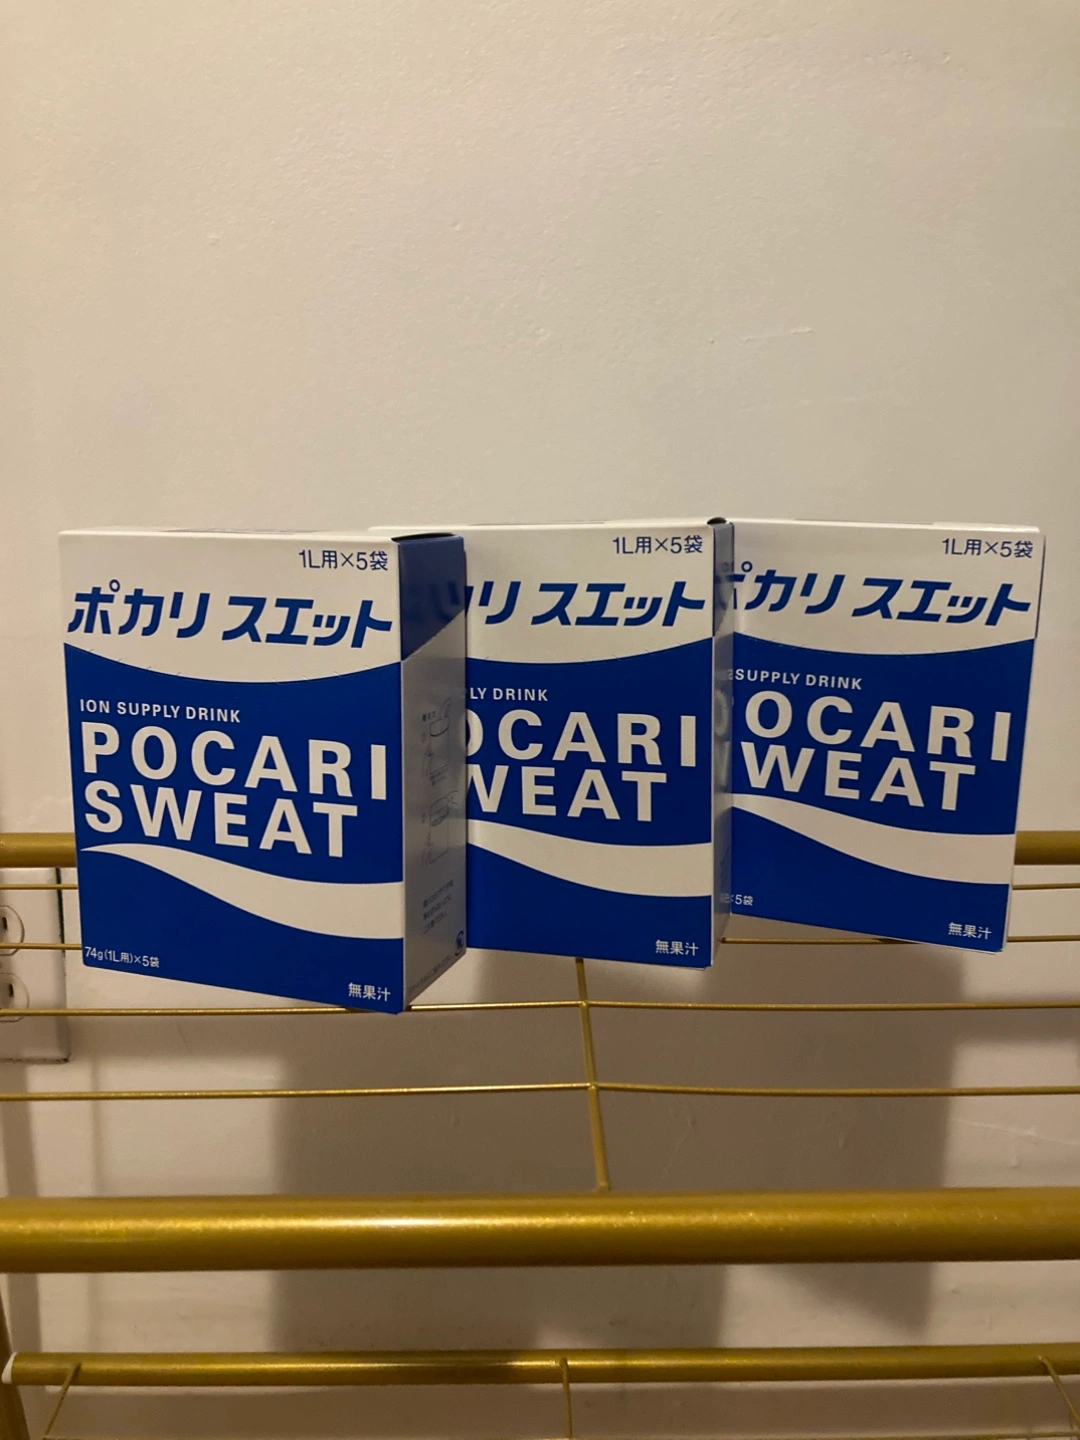 1L用×5袋
ポカリスエット
ION SUPPLY DRINK
POCARI
SWEAT
74g(1L用)×5袋
無果汁
1L用×5袋
リスエット
LY DRINK
OCARI
WEAT
無果汁
1L用×5袋
ポカリスエット
SUPPLY DRINK
OCARI
WEAT
×5袋
無果汁